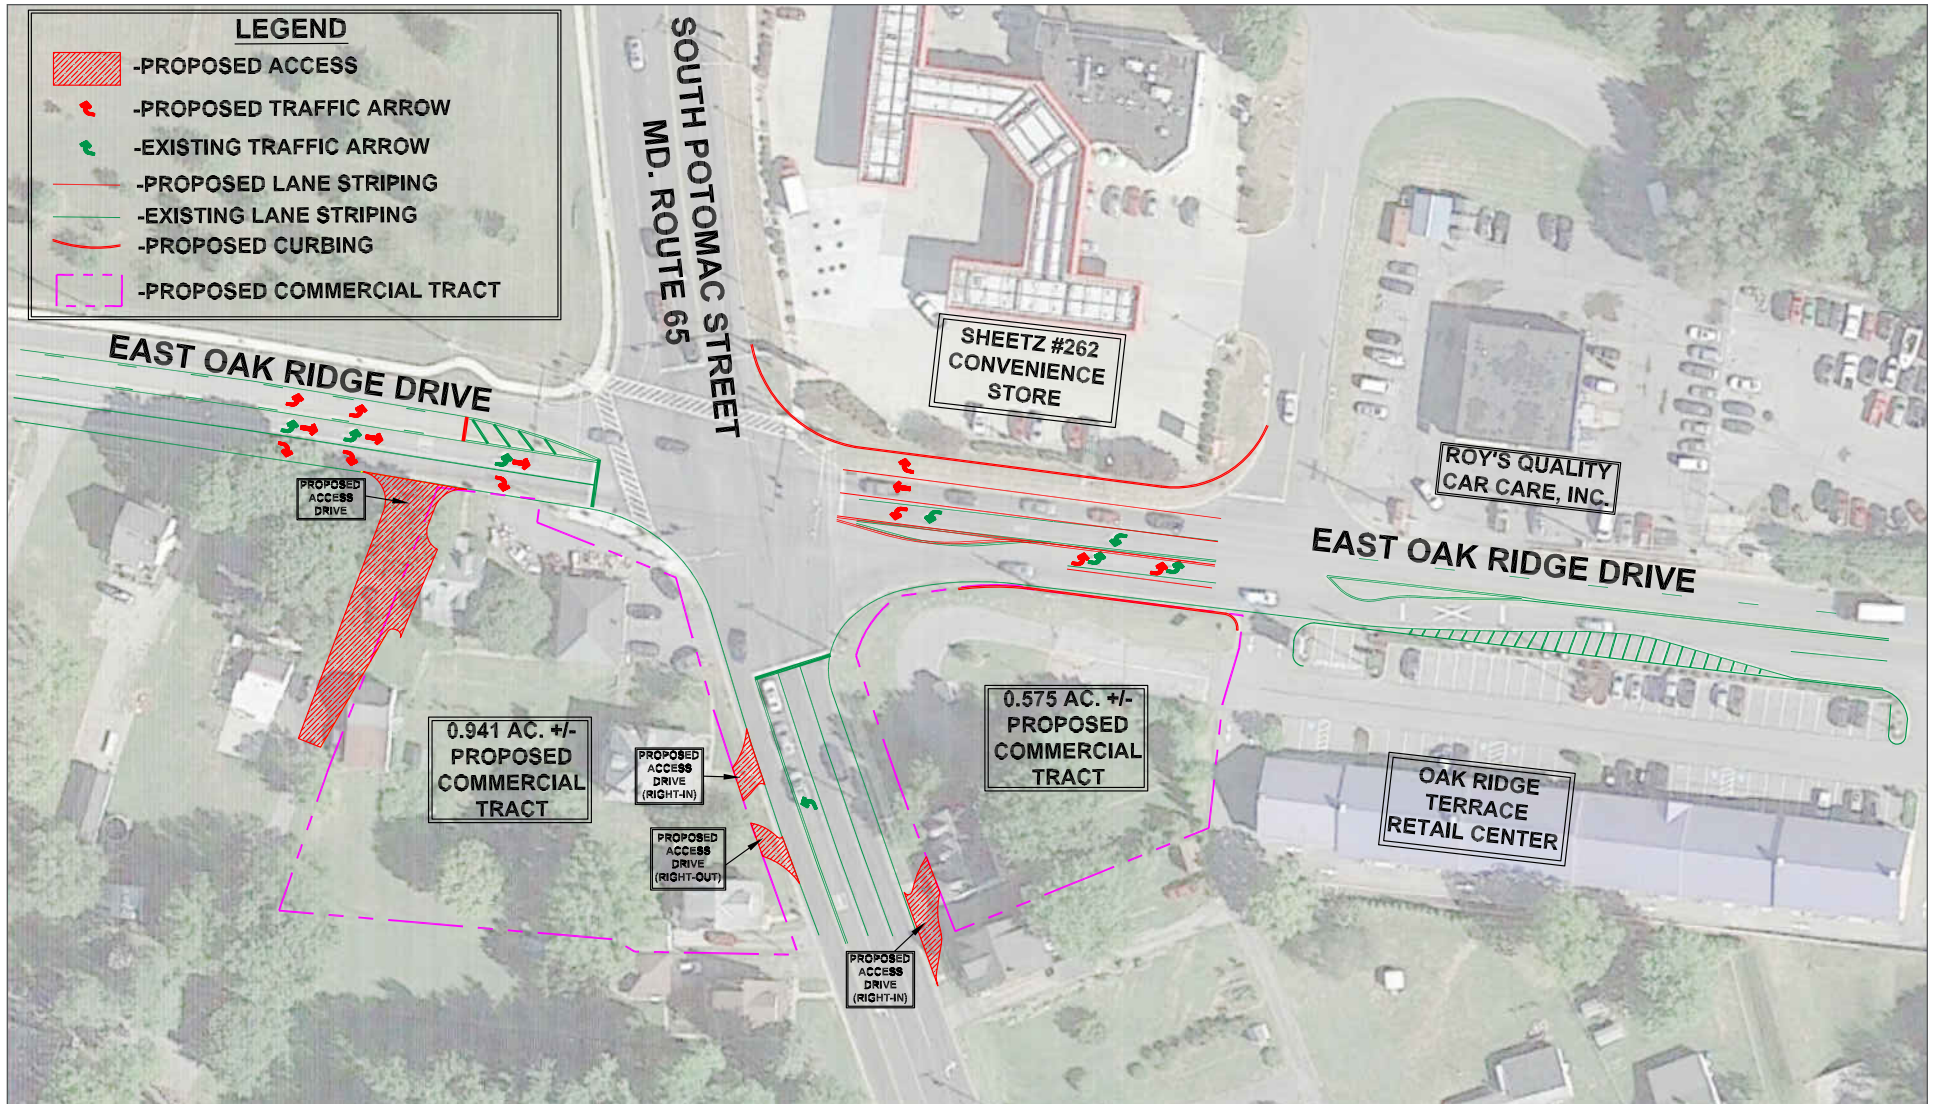 LEGEND
-PROPOSED ACCESS
-PROPOSED TRAFFIC ARROW
-EXISTING TRAFFIC ARROW
-PROPOSED LANE STRIPING
-EXISTING LANE STRIPING
-PROPOSED CURBING
-PROPOSED COMMERCIAL TRACT
SOUTH POTOMAC STREET
MD. ROUTE 65
EAST OAK RIDGE DRIVE
SHEETZ #262
CONVENIENCE
STORE
ROY'S QUALITY
CAR CARE, INC.
EAST OAK RIDGE DRIVE
PROPOSED
ACCESS
DRIVE
0.941 AC. +/-
PROPOSED
COMMERCIAL
TRACT
PROPOSED
ACCESS
DRIVE
(RIGHT-IN)
PROPOSED
ACCESS
DRIVE
(RIGHT-OUT)
0.575 AC. +/-
PROPOSED
COMMERCIAL
TRACT
OAK RIDGE
TERRACE
RETAIL CENTER
PROPOSED
ACCESS
DRIVE
(RIGHT-IN)